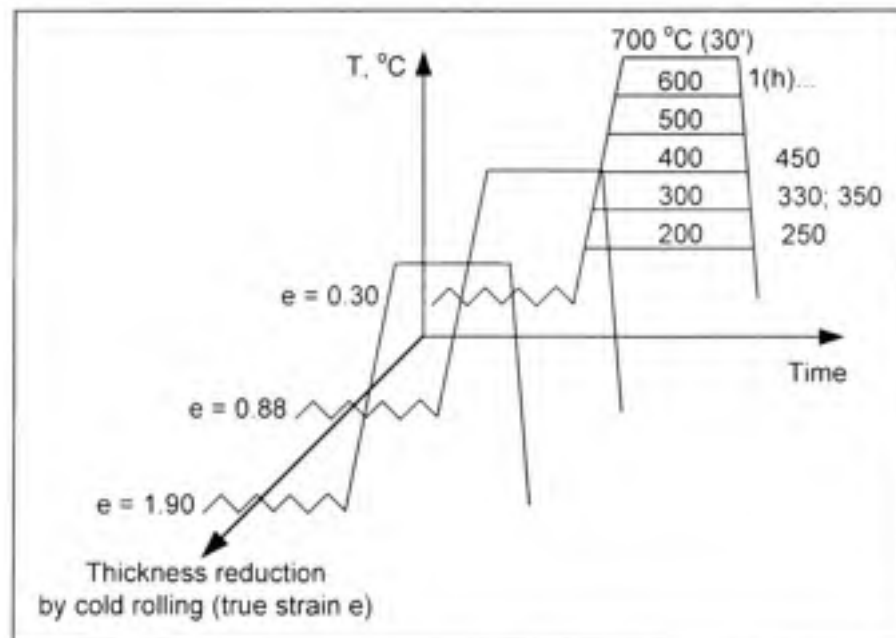 700 °C (30')
T, °C
600 1(h)...
500
400 450
300 330; 350
200 250
e = 0.30
Time
e = 0.88
e = 1.90
Thickness reduction
by cold rolling (true strain e)